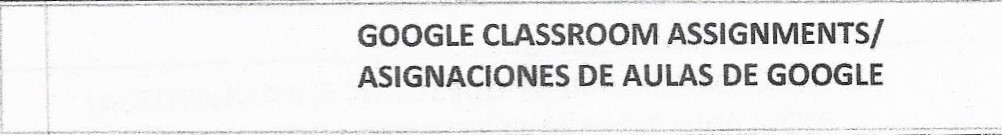 GOOGLE CLASSROOM ASSIGNMENTS/
ASIGNACIONES DE AULAS DE GOOGLE